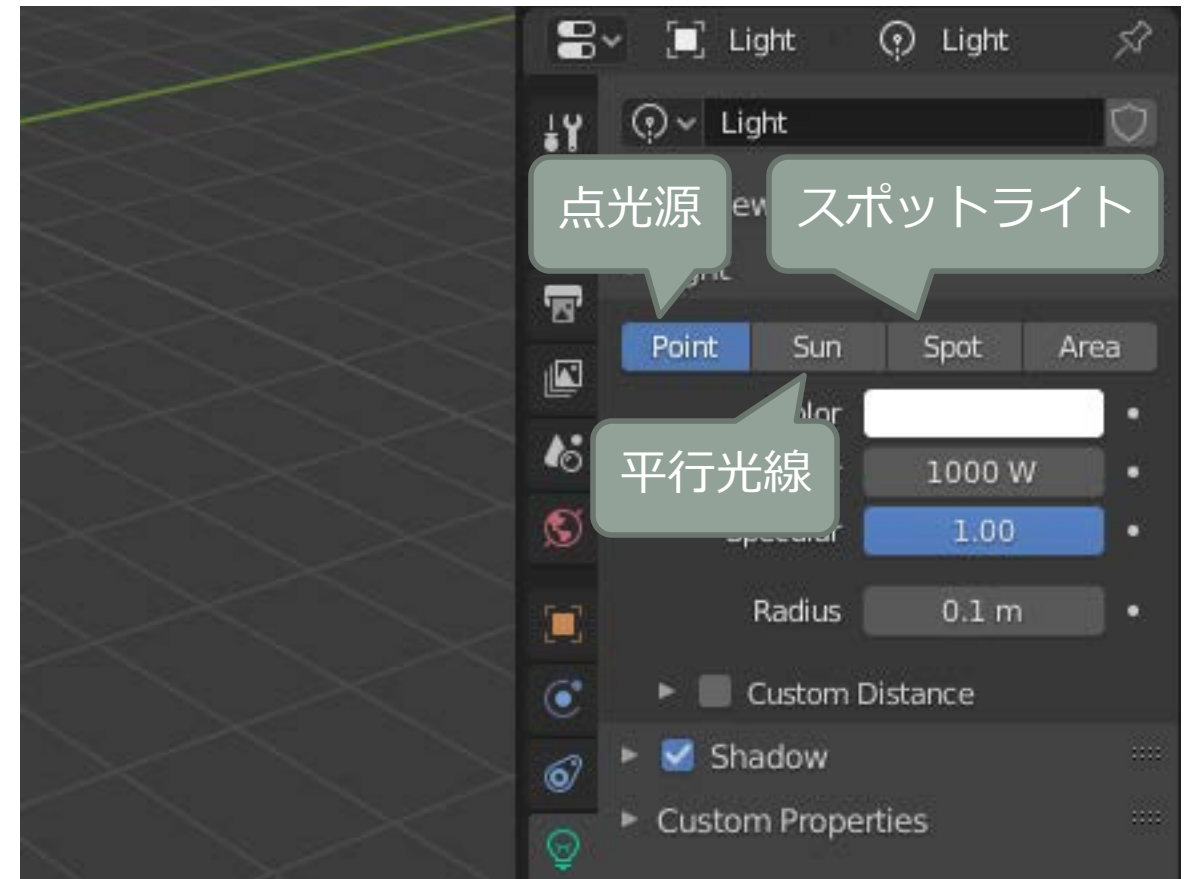 Light Light
Light
点光源
スポットライト
Point Sun Spot Area
平行光線
1000 W
1.00
Radius 0.1 m
Custom Distance
Shadow
Custom Properties